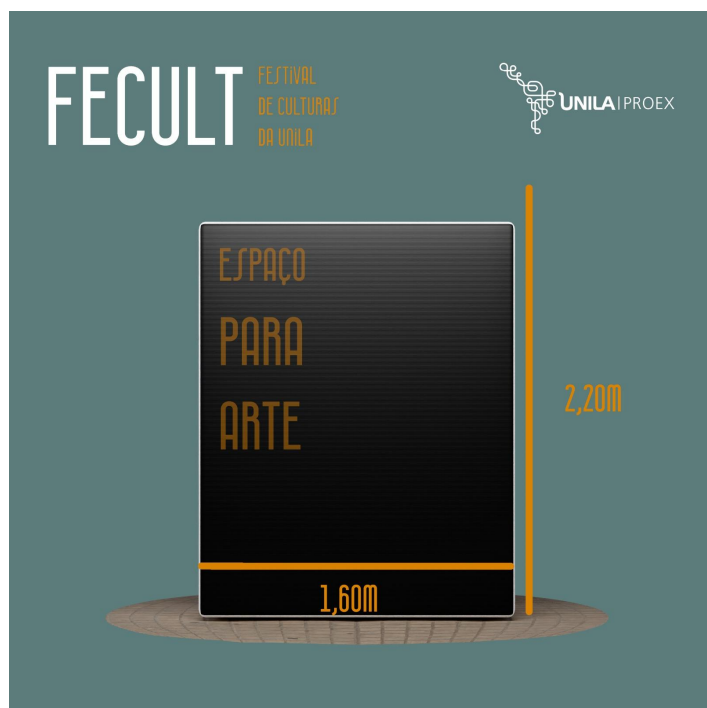 FECULT
FESTIVAL
DE CULTURAS
DA UNILA
UNILA|PROEX
ESPAÇO
PARA
ARTE
2,20M
1,60M